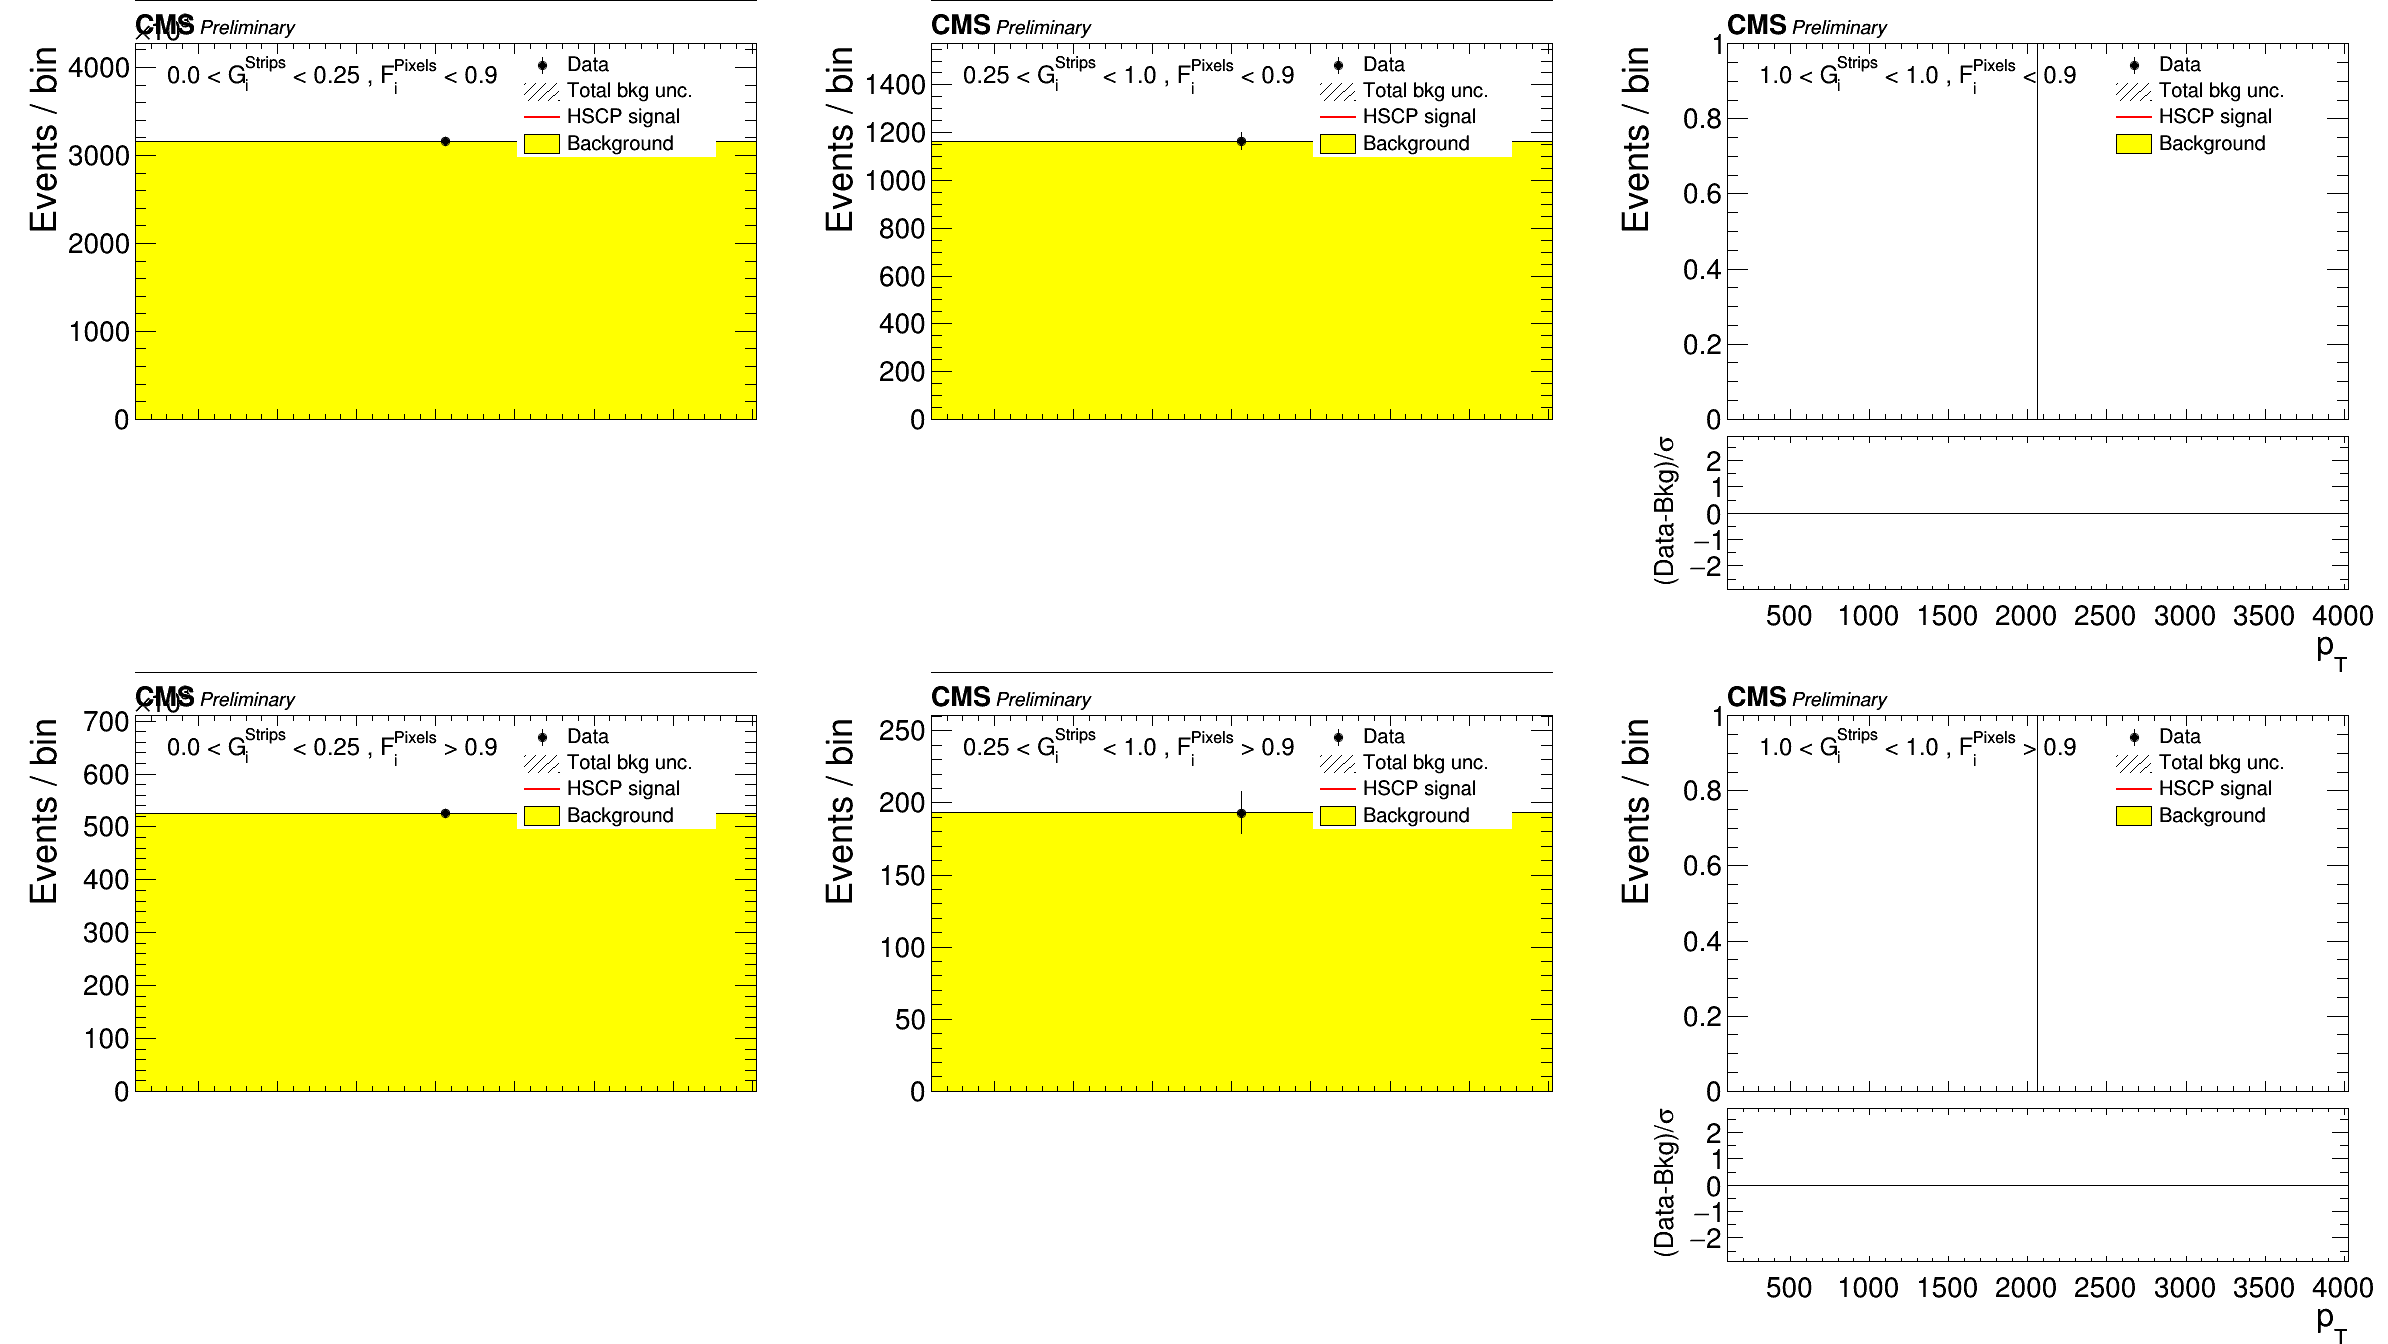 CMS Preliminary
Events / bin
0.0 < G_i^Strips < 0.25 , F_i^Pixels < 0.9
Data
Total bkg unc.
HSCP signal
Background
4000
3000
2000
1000
0
CMS Preliminary
Events / bin
0.25 < G_i^Strips < 1.0 , F_i^Pixels < 0.9
Data
Total bkg unc.
HSCP signal
Background
1400
1200
1000
800
600
400
200
0
CMS Preliminary
Events / bin
1.0 < G_i^Strips < 1.0 , F_i^Pixels < 0.9
Data
Total bkg unc.
HSCP signal
Background
1
0.8
0.6
0.4
0.2
0
(Data-Bkg)/σ
2
1
0
−1
−2
500 1000 1500 2000 2500 3000 3500 4000
p_T
CMS Preliminary
Events / bin
0.0 < G_i^Strips < 0.25 , F_i^Pixels > 0.9
Data
Total bkg unc.
HSCP signal
Background
700
600
500
400
300
200
100
0
CMS Preliminary
Events / bin
0.25 < G_i^Strips < 1.0 , F_i^Pixels > 0.9
Data
Total bkg unc.
HSCP signal
Background
250
200
150
100
50
0
CMS Preliminary
Events / bin
1.0 < G_i^Strips < 1.0 , F_i^Pixels > 0.9
Data
Total bkg unc.
HSCP signal
Background
1
0.8
0.6
0.4
0.2
0
(Data-Bkg)/σ
2
1
0
−1
−2
500 1000 1500 2000 2500 3000 3500 4000
p_T